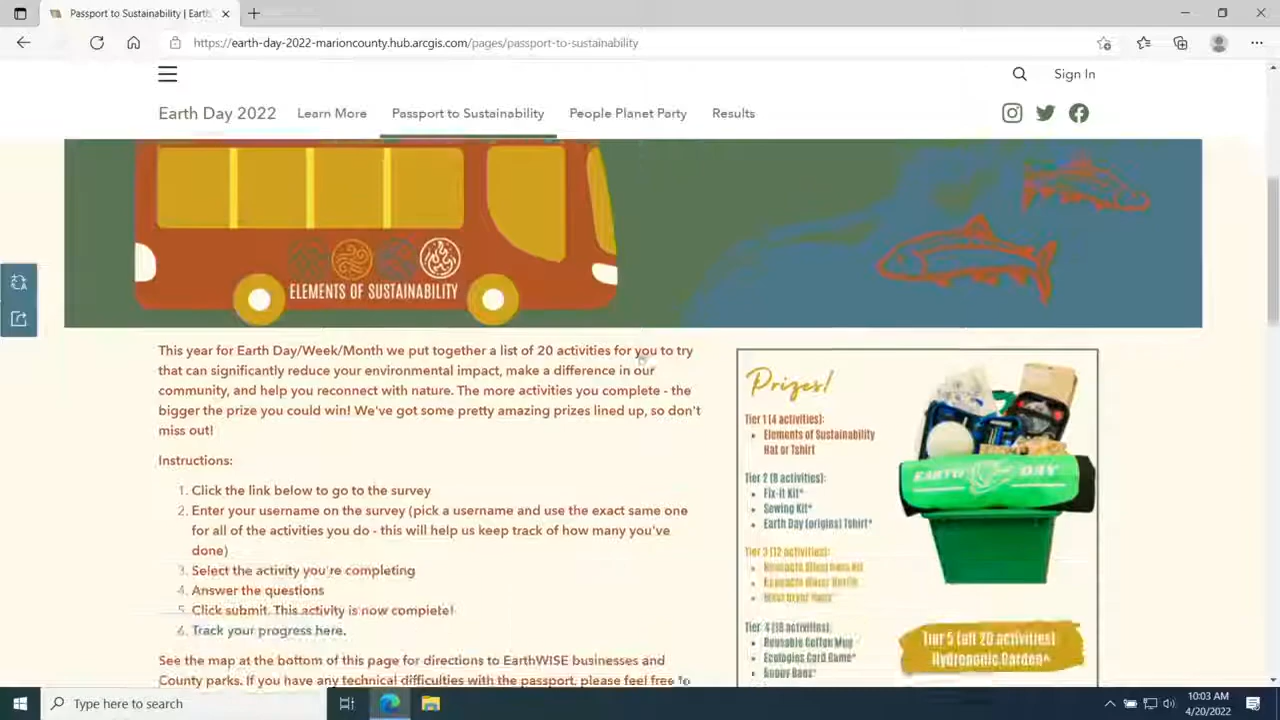 Passport to Sustainability | Eart
https://earth-day-2022-marioncounty.hub.arcgis.com/pages/passport-to-sustainability
Sign In
Earth Day 2022 Learn More Passport to Sustainability People Planet Party Results
ELEMENTS OF SUSTAINABILITY
This year for Earth Day/Week/Month we put together a list of 20 activities for you to try
that can significantly reduce your environmental impact, make a difference in our
community, and help you reconnect with nature. The more activities you complete - the
bigger the prize you could win! We've got some pretty amazing prizes lined up, so don't
miss out!
Instructions:
1. Click the link below to go to the survey
2. Enter your username on the survey (pick a username and use the exact same one
for all of the activities you do - this will help us keep track of how many you've
done)
3. Select the activity you're completing
4. Answer the questions
5. Click submit. This activity is now complete!
6. Track your progress here.
See the map at the bottom of this page for directions to EarthWISE businesses and
County parks. If you have any technical difficulties with the passport, please feel free to
Prizes!
Tier 1 (4 activities):
Elements of Sustainability
Hat or Tshirt
Tier 2 (8 activities):
Fix-it Kit*
Sewing Kit*
Earth Day (origins) Tshirt*
Tier 3 (12 activities):
Tier 4 (16 activities):
Reusable Coffee Mug
Ecologies Card Game*
EARTH DAY
Tier 5 (all 20 activities)
Hydroponic Garden*
Type here to search
10:03 AM
4/20/2022